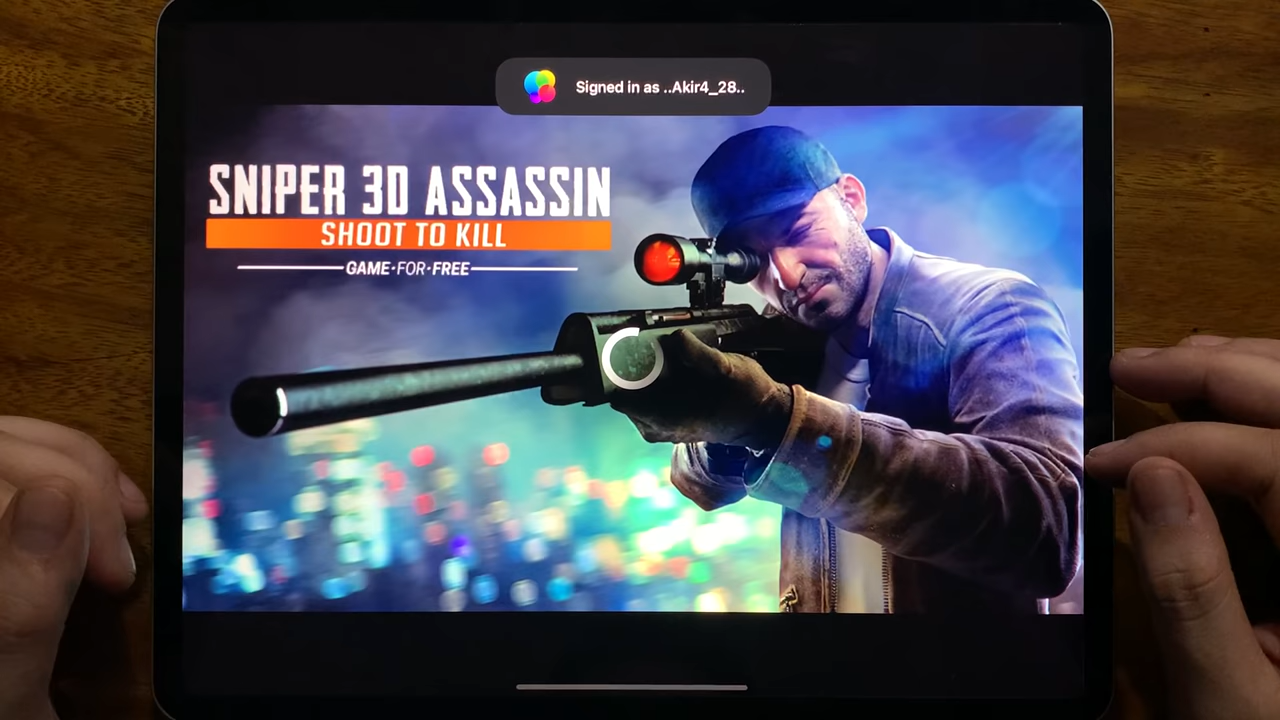 Signed in as ..Akir4_28..
SNIPER 3D ASSASSIN
SHOOT TO KILL
GAME·FOR·FREE